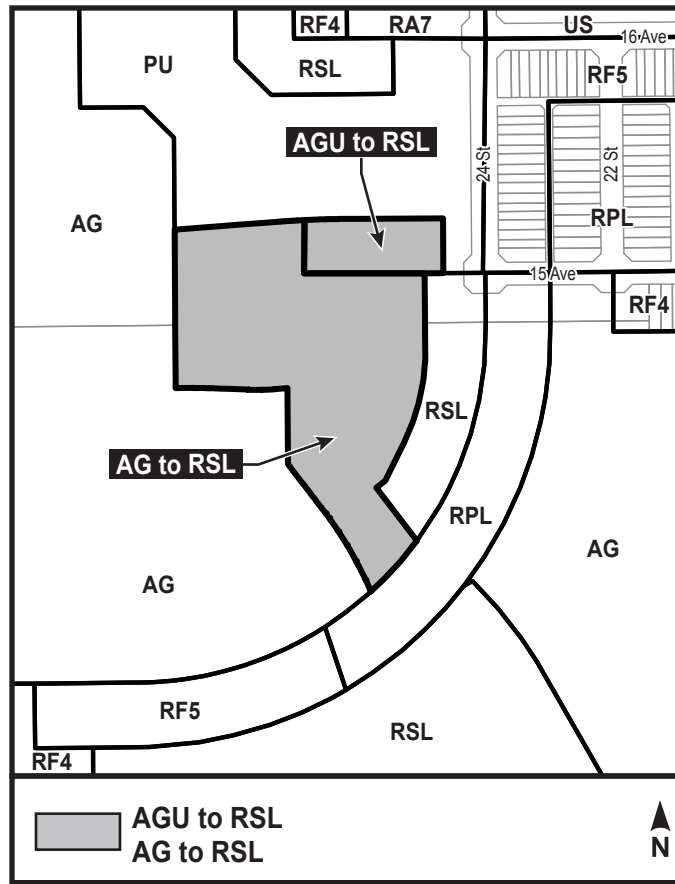 RF4
RA7
US
16 Ave
PU
RSL
RF5
AGU to RSL
24 St
22 St
AG
RPL
15 Ave
RF4
RSL
AG to RSL
RPL
AG
AG
RF5
RSL
RF4
AGU to RSL
AG to RSL
N